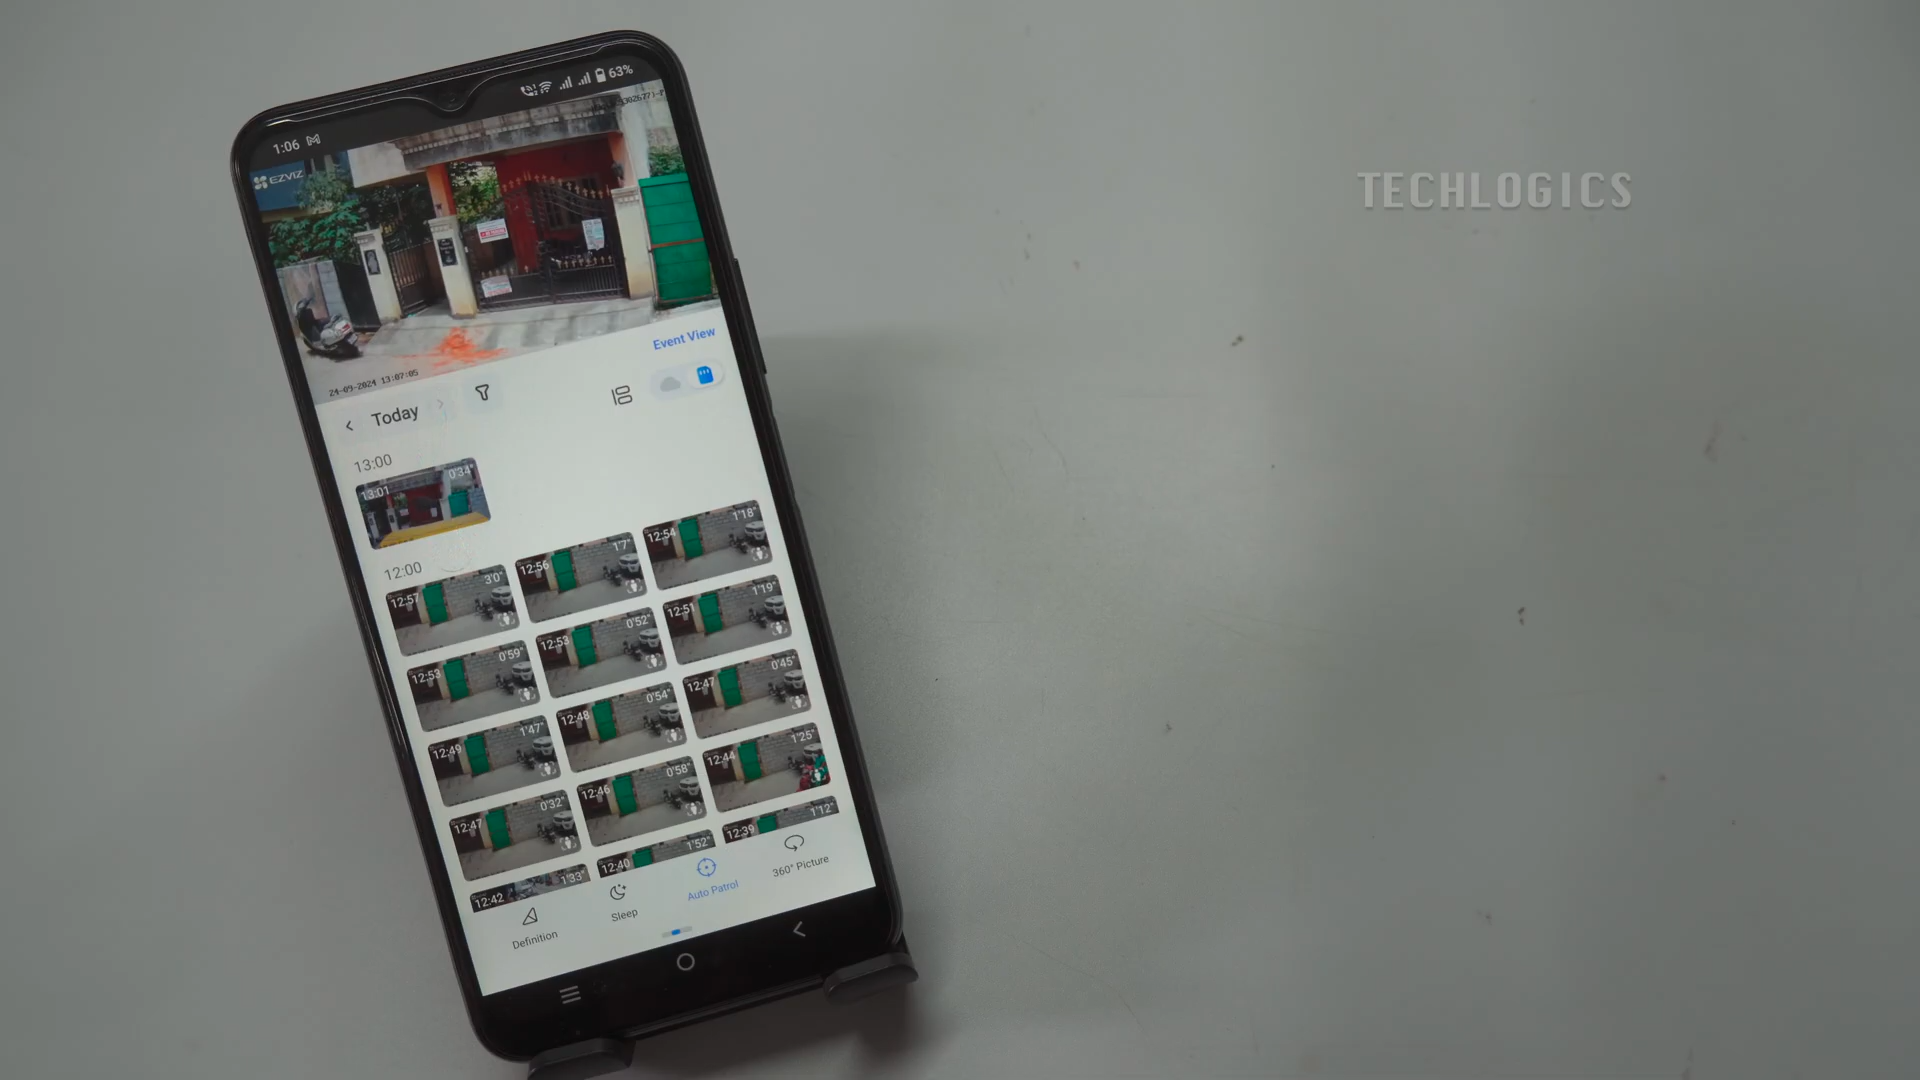 TECHLOGICS
1:06
63%
EZVIZ
24-09-2024 13:07:05
Event View
Today
13:00
13:01 0'34"
12:00
12:57 3'0"
12:56 1'7"
12:54 1'18"
12:53 0'59"
12:53 0'52"
12:51 1'19"
12:49 1'47"
12:48 0'54"
12:47 0'45"
12:47 0'32"
12:46 0'58"
12:44 1'25"
12:42 1'33"
12:40 1'52"
12:39 1'12"
Definition
Sleep
Auto Patrol
360° Picture